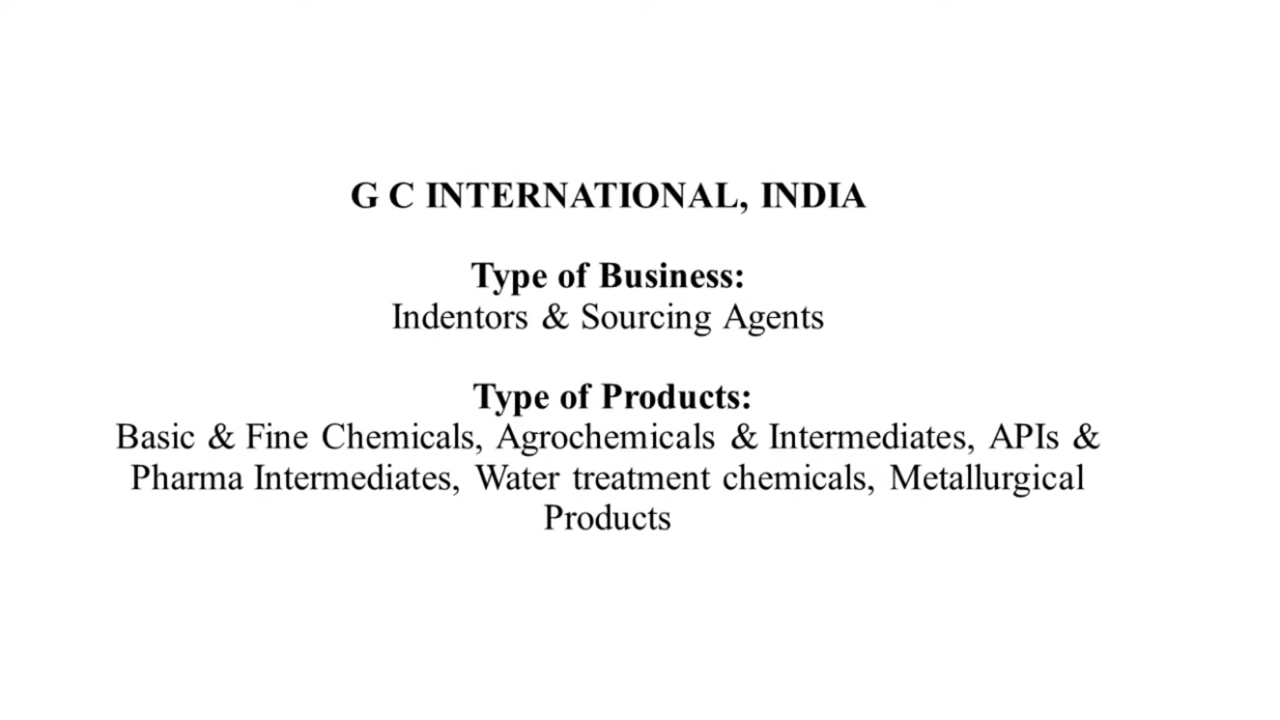 G C INTERNATIONAL, INDIA
Type of Business:
Indentors & Sourcing Agents
Type of Products:
Basic & Fine Chemicals, Agrochemicals & Intermediates, APIs &
Pharma Intermediates, Water treatment chemicals, Metallurgical
Products